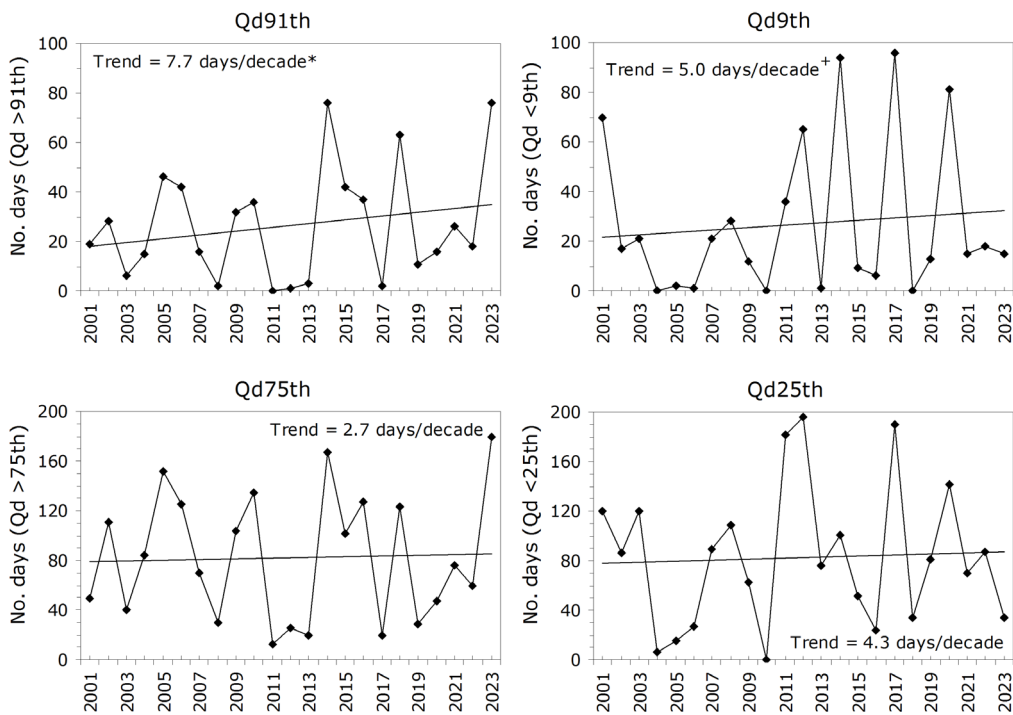 Qd91th
No. days (Qd >91th)
100
80
60
40
20
0
Trend = 7.7 days/decade*
2001 2003 2005 2007 2009 2011 2013 2015 2017 2019 2021 2023
Qd9th
No. days (Qd <9th)
100
80
60
40
20
0
Trend = 5.0 days/decade+
2001 2003 2005 2007 2009 2011 2013 2015 2017 2019 2021 2023
Qd75th
No. days (Qd >75th)
200
160
120
80
40
0
Trend = 2.7 days/decade
2001 2003 2005 2007 2009 2011 2013 2015 2017 2019 2021 2023
Qd25th
No. days (Qd <25th)
200
160
120
80
40
0
Trend = 4.3 days/decade
2001 2003 2005 2007 2009 2011 2013 2015 2017 2019 2021 2023